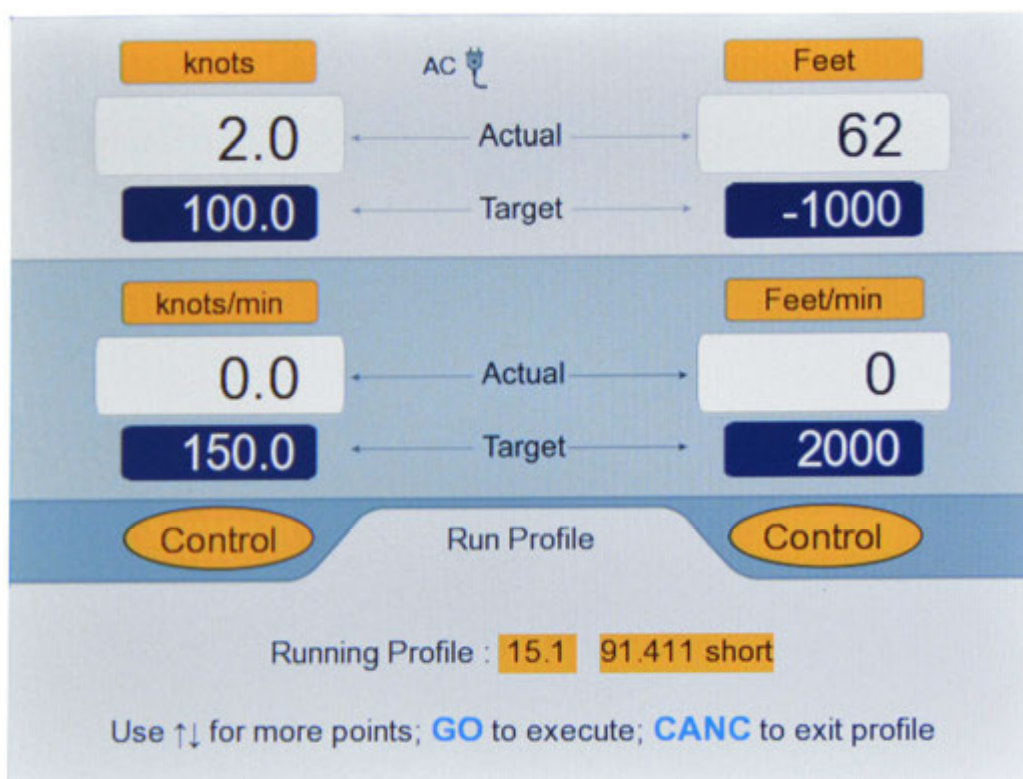 knots AC Feet
2.0 Actual 62
100.0 Target -1000
knots/min Feet/min
0.0 Actual 0
150.0 Target 2000
Control Run Profile Control
Running Profile : 15.1 91.411 short
Use ↑↓ for more points; GO to execute; CANC to exit profile